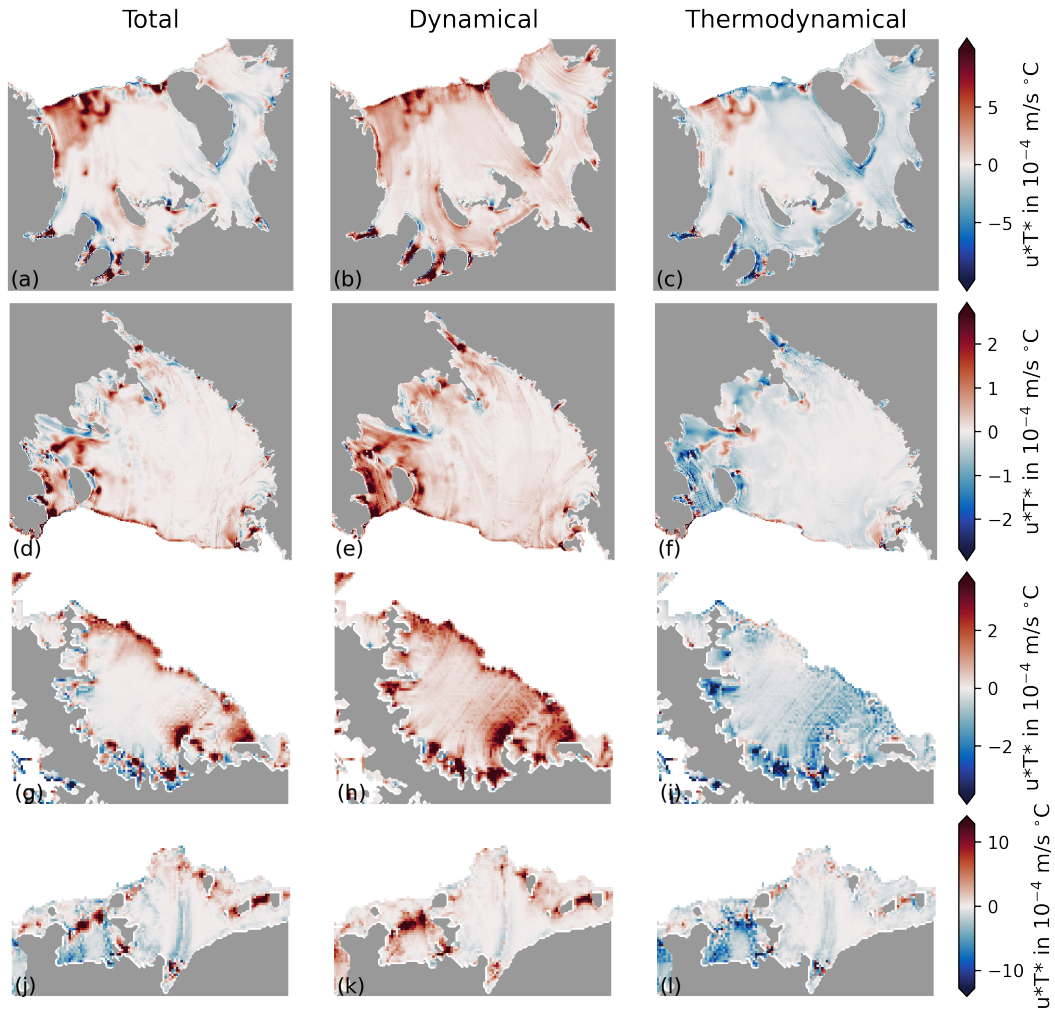 Total Dynamical Thermodynamical
(a) (b) (c)
5
0
−5
u*T* in 10⁻⁴ m/s °C
(d) (e) (f)
2
1
0
−1
−2
u*T* in 10⁻⁴ m/s °C
(g) (h) (i)
2
0
−2
u*T* in 10⁻⁴ m/s °C
(j) (k) (l)
10
0
−10
u*T* in 10⁻⁴ m/s °C